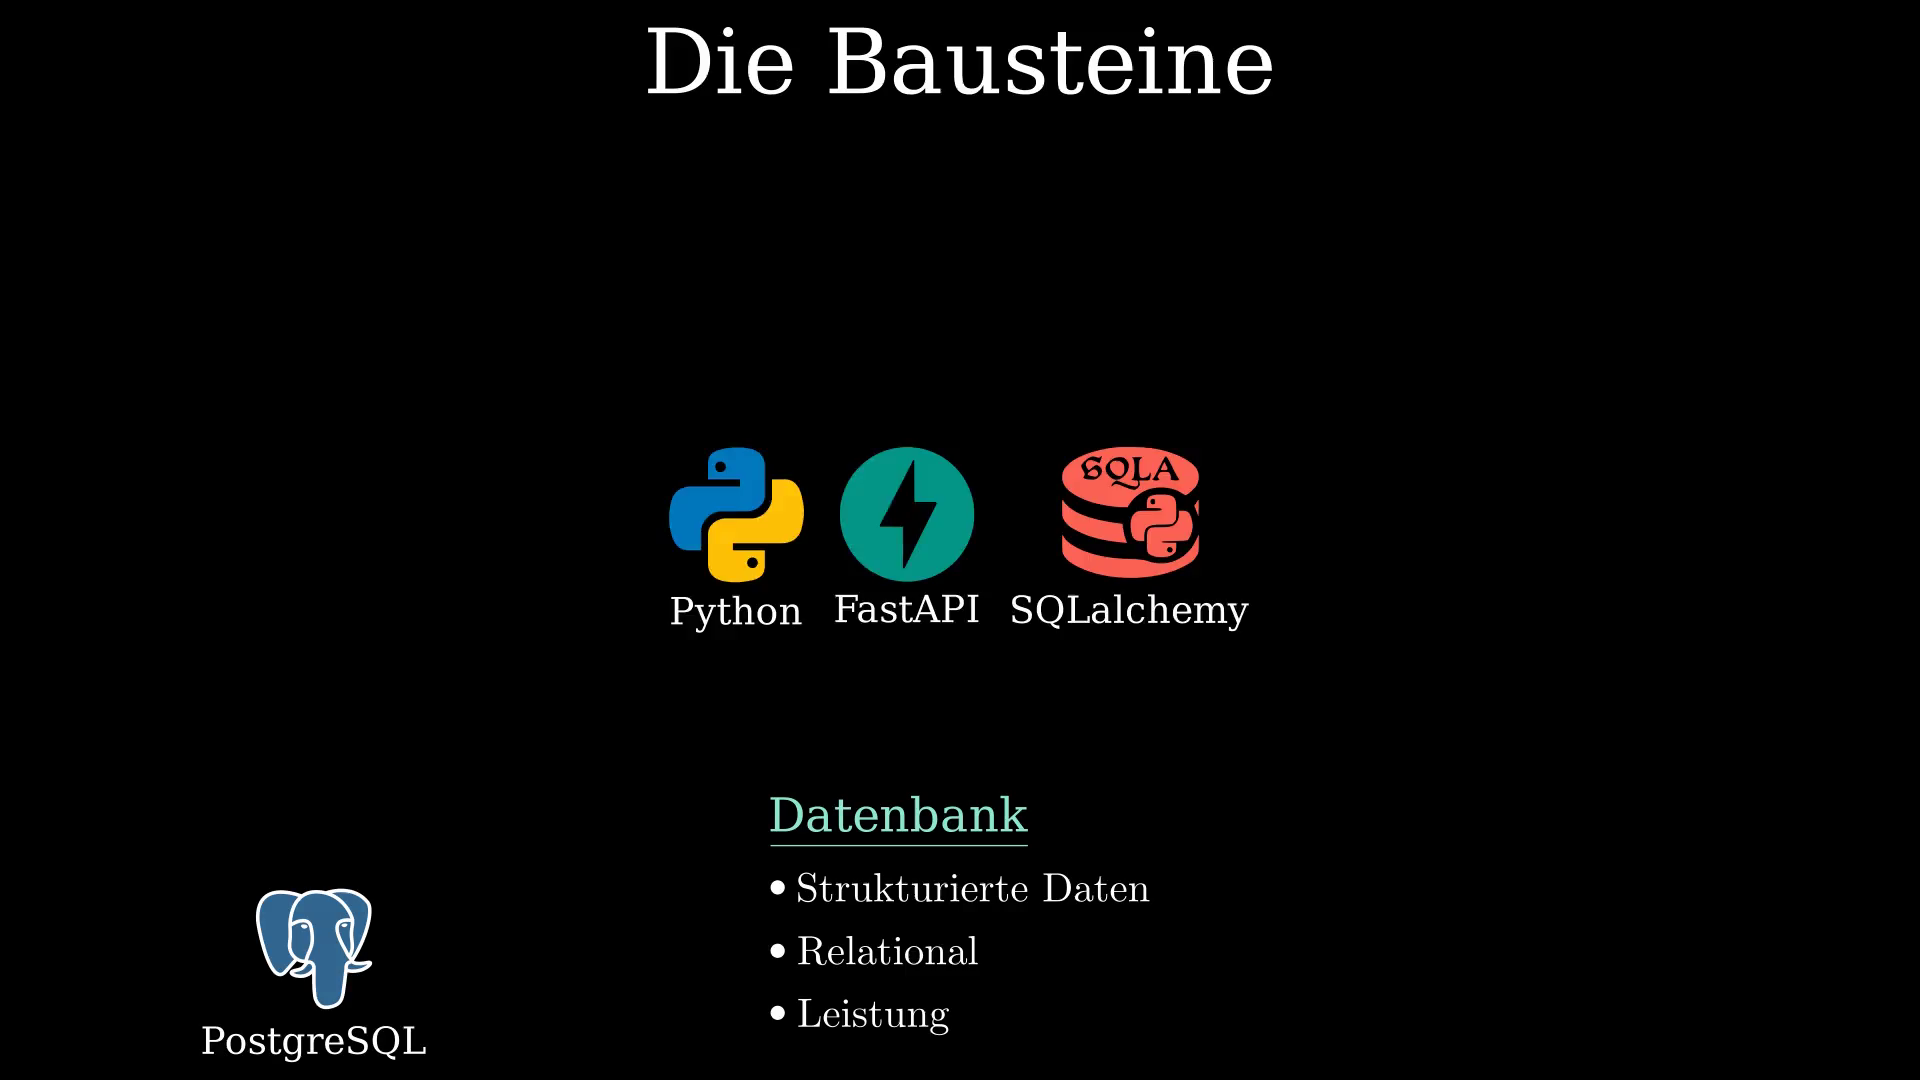 Die Bausteine
SQLA
Python FastAPI SQLalchemy
Datenbank
• Strukturierte Daten
• Relational
• Leistung
PostgreSQL